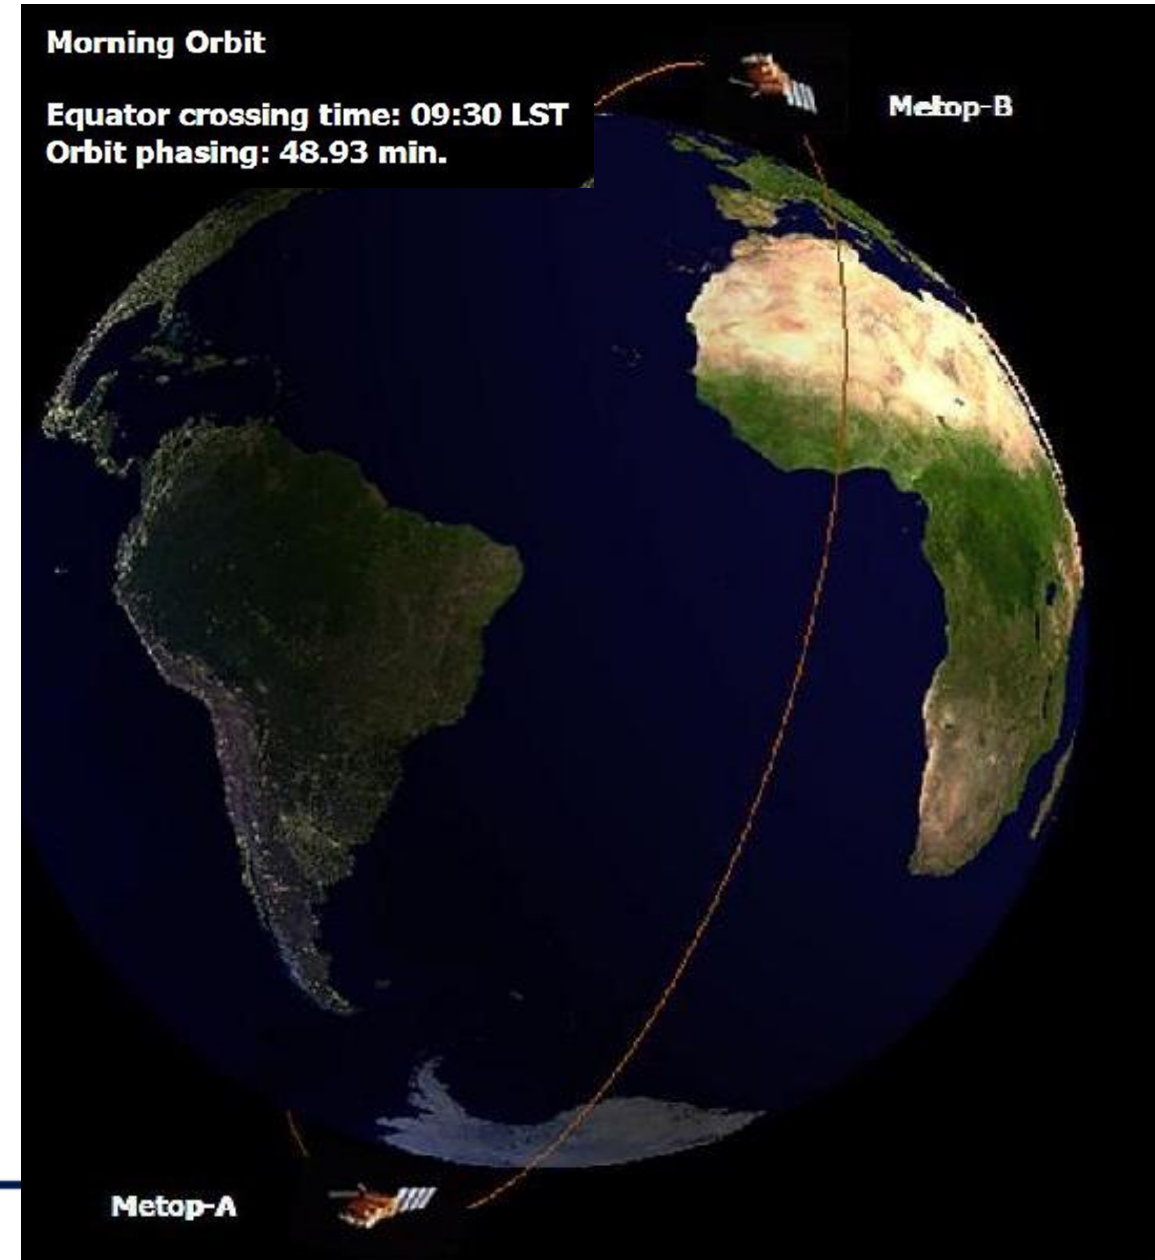 Morning Orbit
Equator crossing time: 09:30 LST
Orbit phasing: 48.93 min.
Metop-B
Metop-A